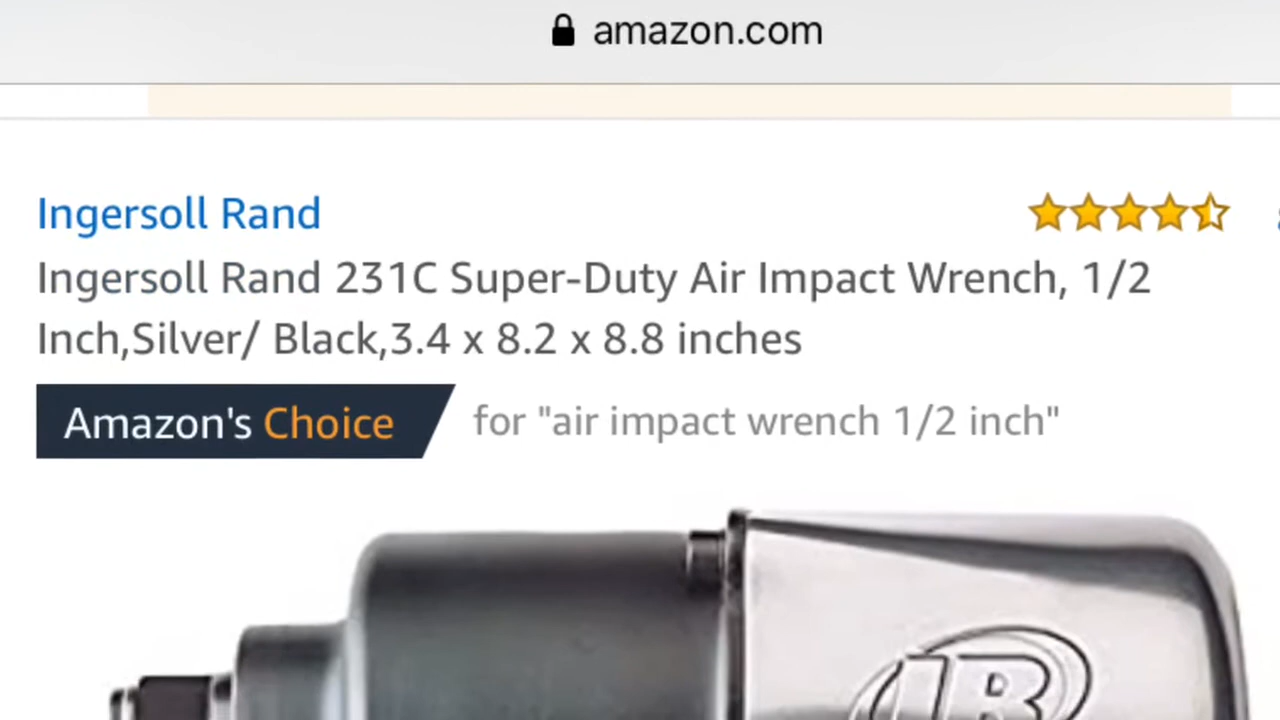 amazon.com
Ingersoll Rand
Ingersoll Rand 231C Super-Duty Air Impact Wrench, 1/2
Inch,Silver/ Black,3.4 x 8.2 x 8.8 inches
Amazon's Choice for "air impact wrench 1/2 inch"
IR